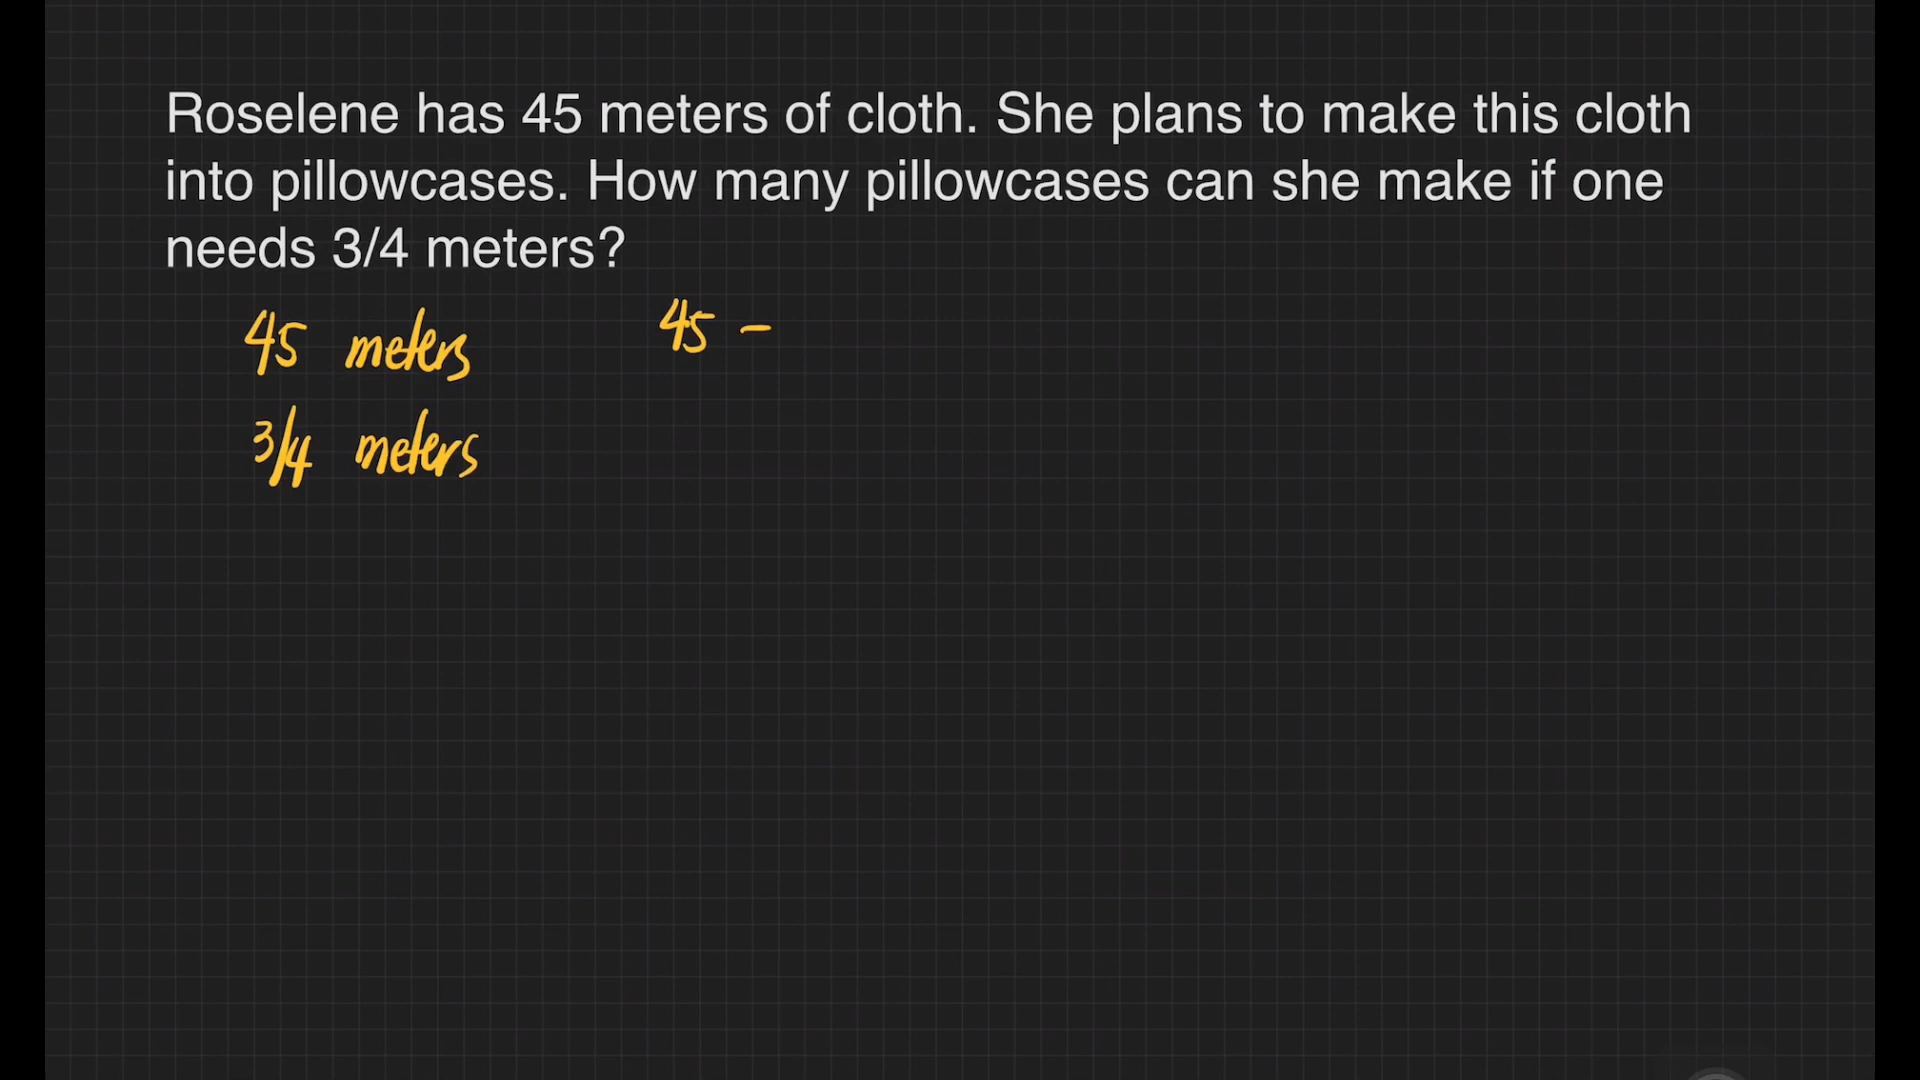 Roselene has 45 meters of cloth. She plans to make this cloth
into pillowcases. How many pillowcases can she make if one
needs 3/4 meters?
45 meters 45 -
3/4 meters